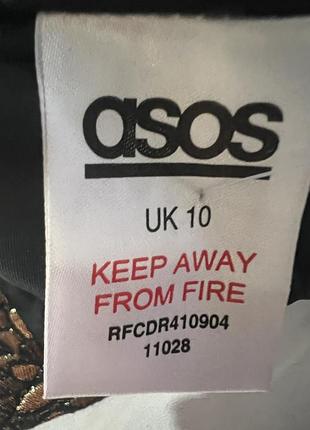 asos
UK 10
KEEP AWAY
FROM FIRE
RFCDR410904
11028